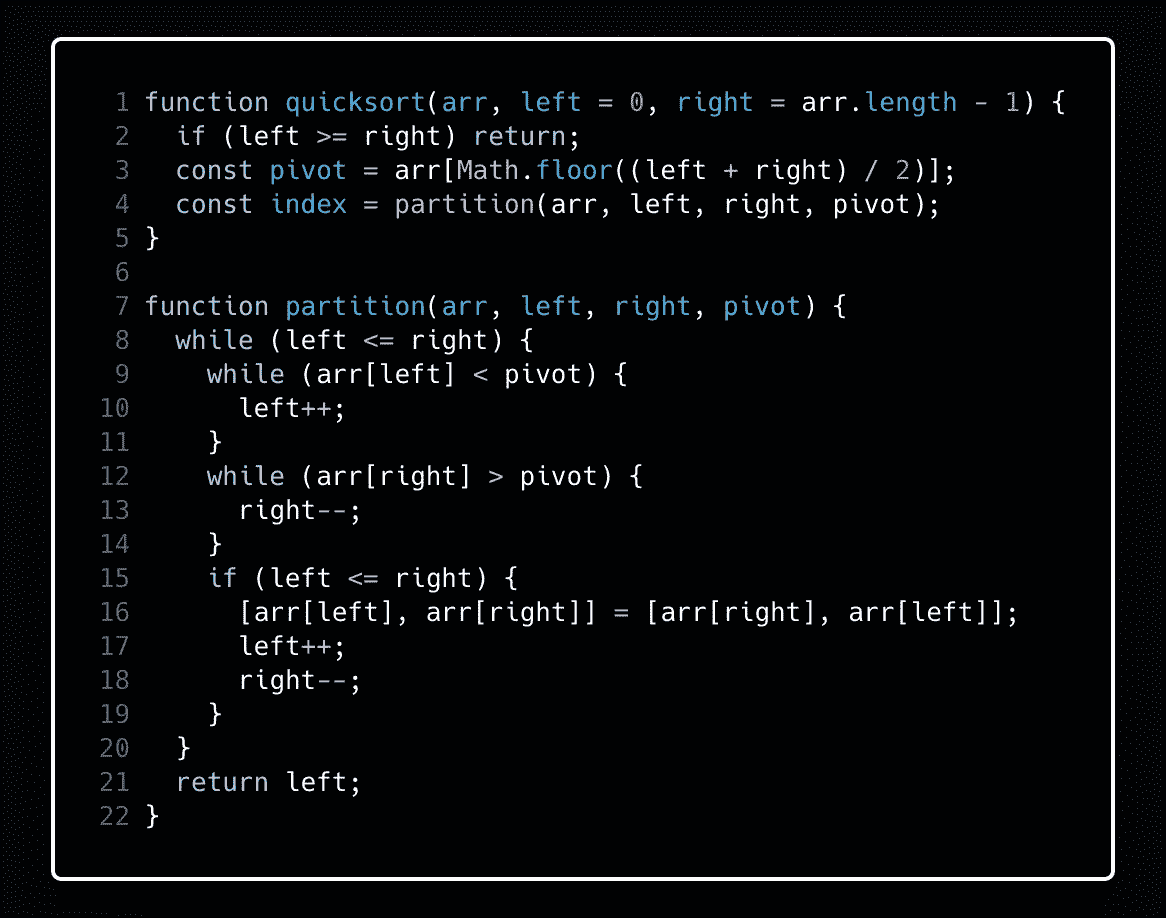 1 function quicksort(arr, left = 0, right = arr.length - 1) {
2   if (left >= right) return;
3   const pivot = arr[Math.floor((left + right) / 2)];
4   const index = partition(arr, left, right, pivot);
5 }
6
7 function partition(arr, left, right, pivot) {
8   while (left <= right) {
9     while (arr[left] < pivot) {
10       left++;
11     }
12     while (arr[right] > pivot) {
13       right--;
14     }
15     if (left <= right) {
16       [arr[left], arr[right]] = [arr[right], arr[left]];
17       left++;
18       right--;
19     }
20   }
21   return left;
22 }